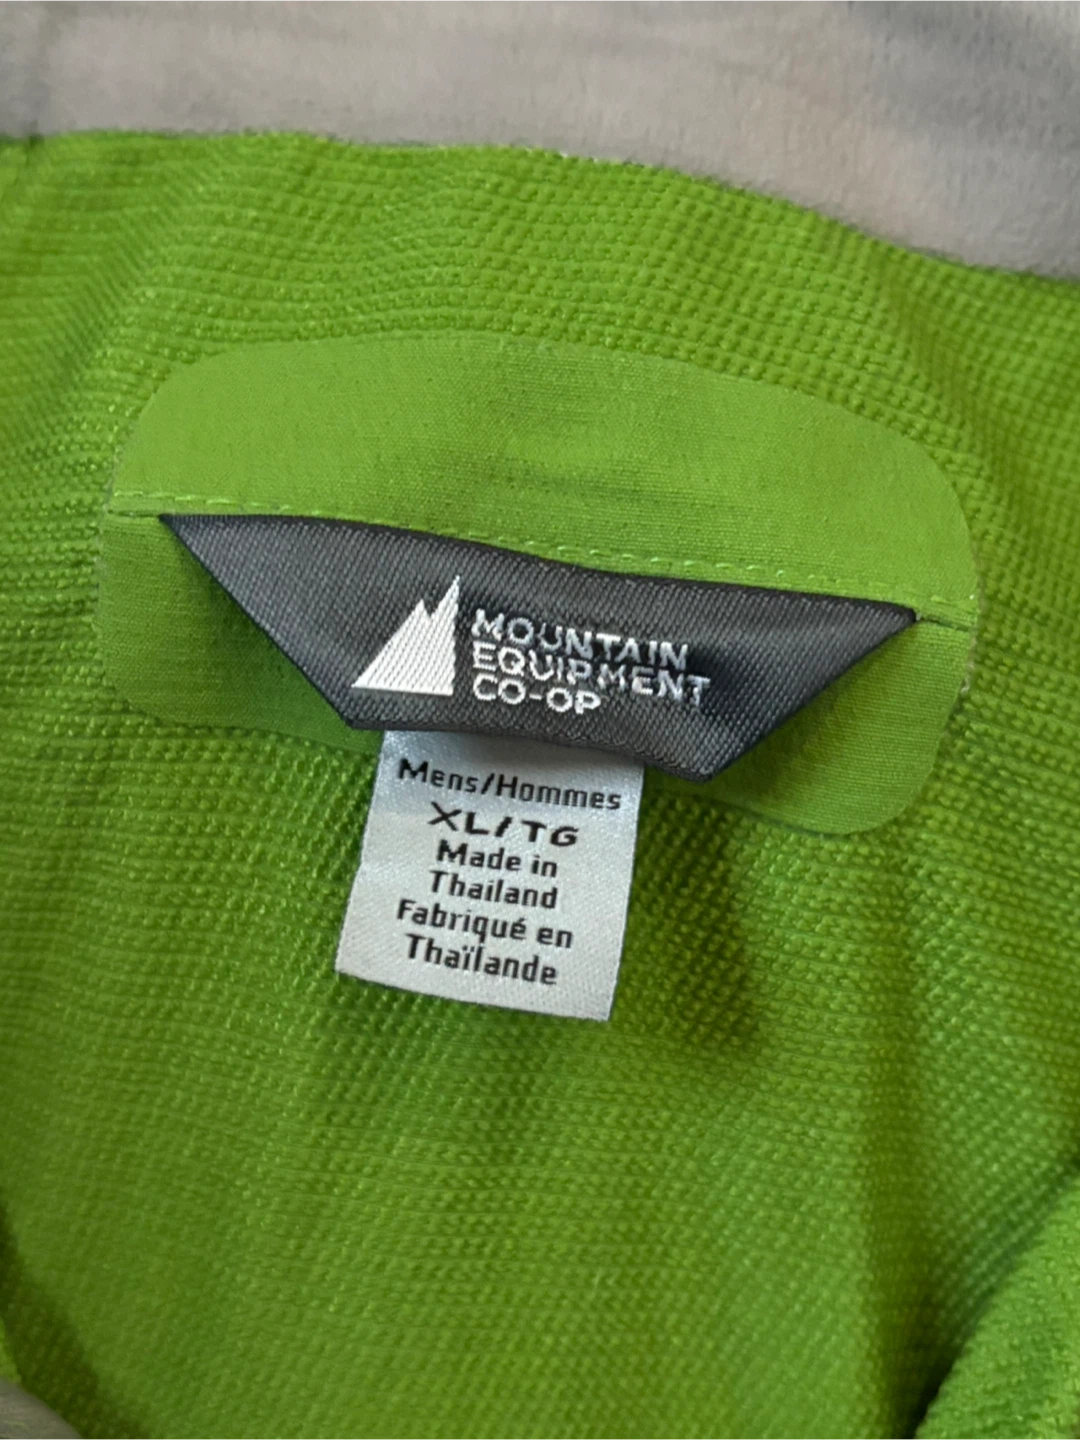 MOUNTAIN
EQUIPMENT
CO-OP
Mens/Hommes
XL/TG
Made in
Thailand
Fabriqué en
Thaïlande